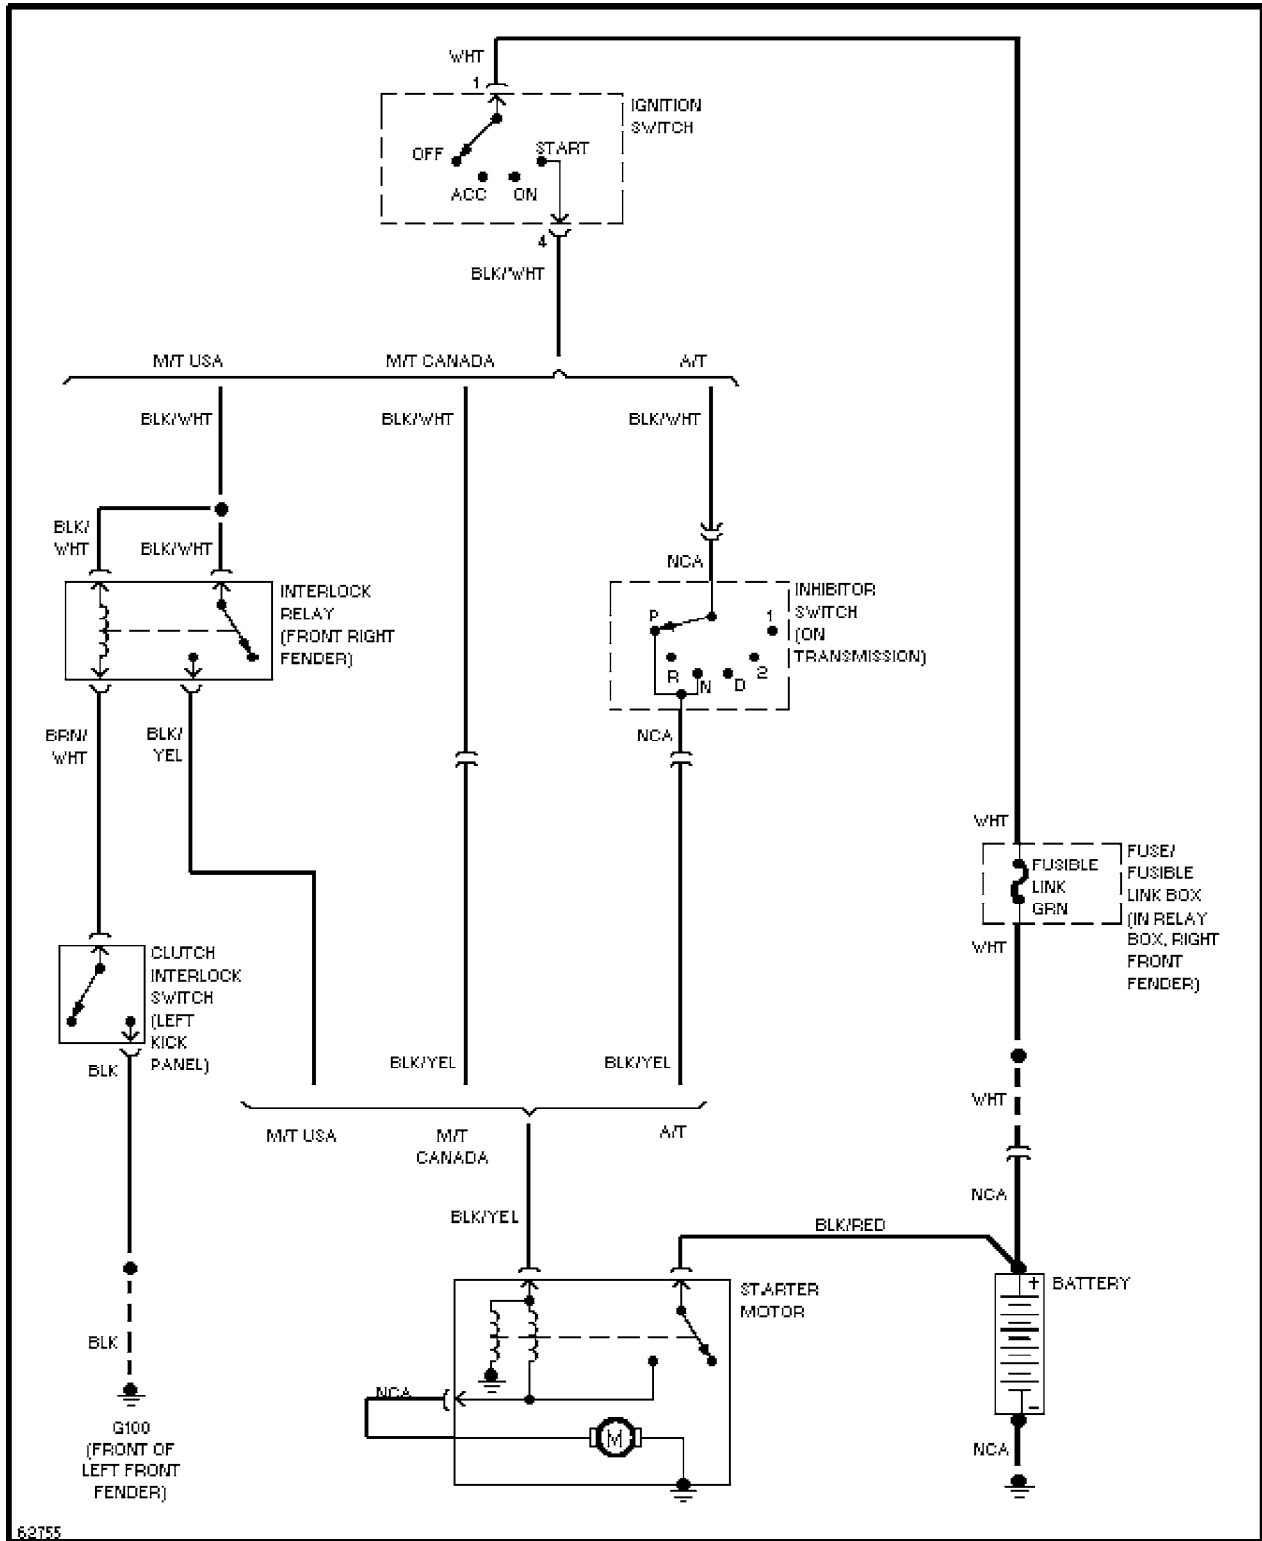 WHT
1
IGNITION
SWITCH
OFF
START
ACC
ON
4
BLK/WHT
M/T USA
M/T CANADA
A/T
BLK/WHT
BLK/WHT
BLK/WHT
BLK/
WHT
BLK/WHT
NCA
INTERLOCK
RELAY
(FRONT RIGHT
FENDER)
INHIBITOR
SWITCH
(ON
TRANSMISSION)
P
R
N
D
2
1
BRN/
WHT
BLK/
YEL
NCA
WHT
FUSIBLE
LINK
GRN
FUSE/
FUSIBLE
LINK BOX
(IN RELAY
BOX, RIGHT
FRONT
FENDER)
WHT
CLUTCH
INTERLOCK
SWITCH
(LEFT
KICK
PANEL)
BLK
BLK/YEL
BLK/YEL
WHT
M/T USA
M/T
CANADA
A/T
NCA
BLK/YEL
BLK/RED
STARTER
MOTOR
+
BATTERY
-
BLK
NCA
M
G100
(FRONT OF
LEFT FRONT
FENDER)
NCA
62755